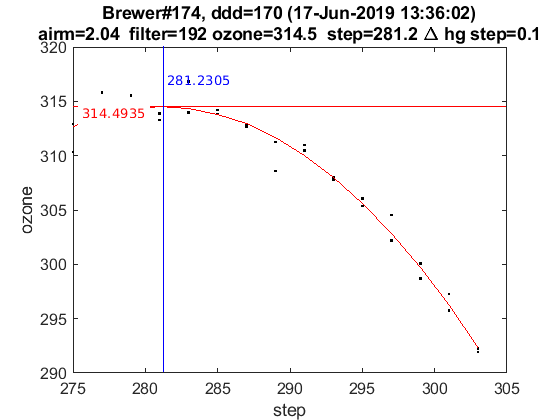 Brewer#174, ddd=170 (17-Jun-2019 13:36:02)
airm=2.04 filter=192 ozone=314.5 step=281.2 Δ hg step=0.1
320
281.2305
315
314.4935
310
ozone
305
300
295
290
275 280 285 291 295 300 305
step